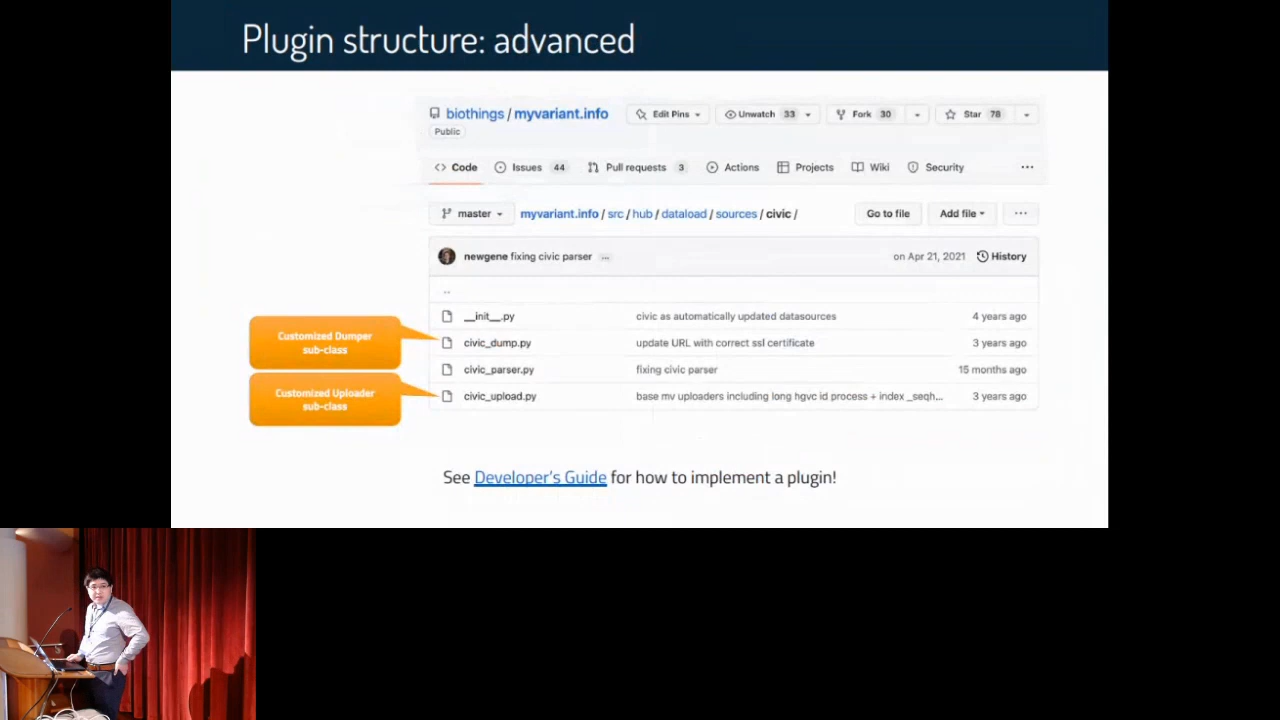 Plugin structure: advanced
biothings / myvariant.info
Edit Pins
Unwatch 33
Fork 30
Star 78
Public
Code
Issues 44
Pull requests 3
Actions
Projects
Wiki
Security
...
master
myvariant.info / src / hub / dataload / sources / civic /
Go to file
Add file
...
newgene fixing civic parser ...
on Apr 21, 2021
History
..
__init__.py civic as automatically updated datasources 4 years ago
Customized Dumper
sub-class
civic_dump.py update URL with correct ssl certificate 3 years ago
civic_parser.py fixing civic parser 15 months ago
Customized Uploader
sub-class
civic_upload.py base mv uploaders including long hgvc id process + index _seqh... 3 years ago
See Developer's Guide for how to implement a plugin!